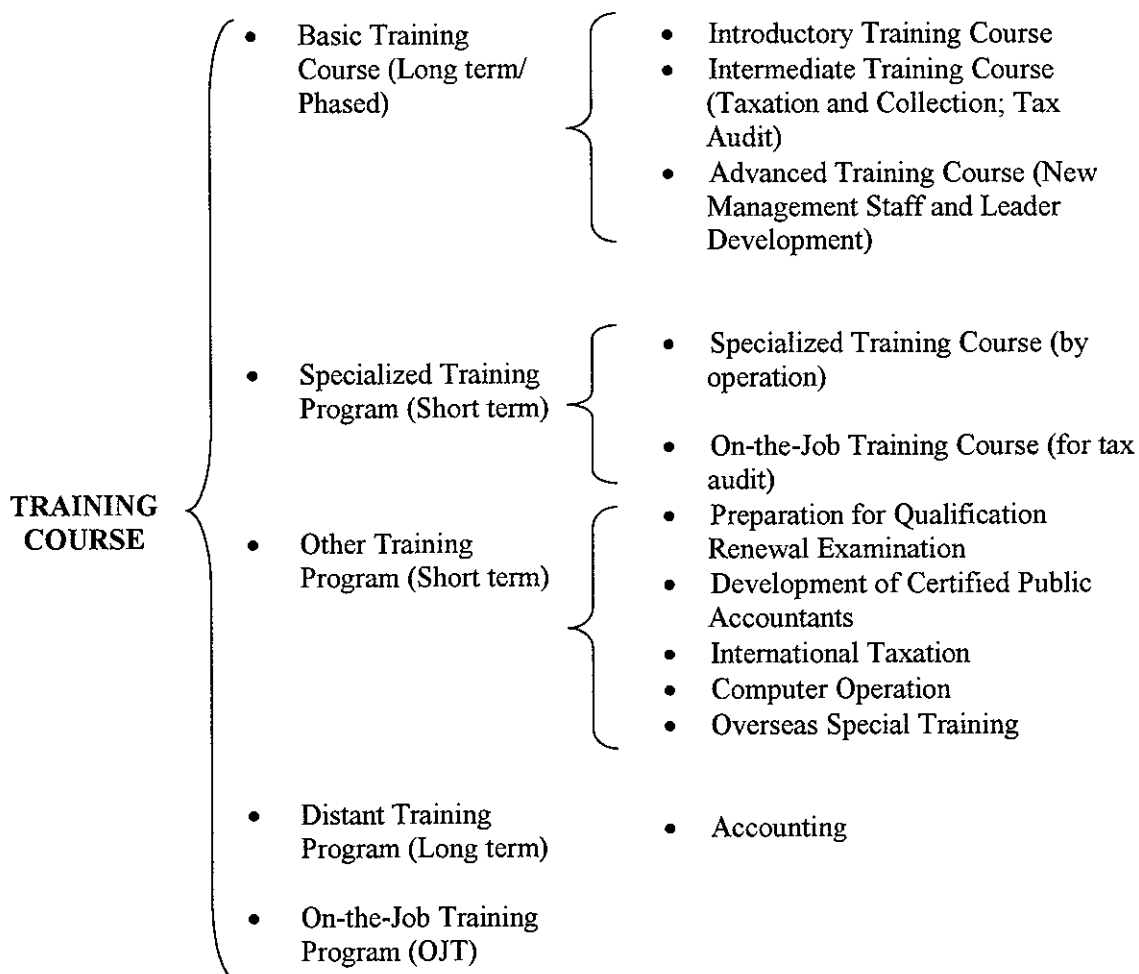 TRAINING
COURSE
• Basic Training
Course (Long term/
Phased)
• Introductory Training Course
• Intermediate Training Course
(Taxation and Collection; Tax
Audit)
• Advanced Training Course (New
Management Staff and Leader
Development)
• Specialized Training
Program (Short term)
• Specialized Training Course (by
operation)
• On-the-Job Training Course (for tax
audit)
• Other Training
Program (Short term)
• Preparation for Qualification
Renewal Examination
• Development of Certified Public
Accountants
• International Taxation
• Computer Operation
• Overseas Special Training
• Distant Training
Program (Long term)
• Accounting
• On-the-Job Training
Program (OJT)